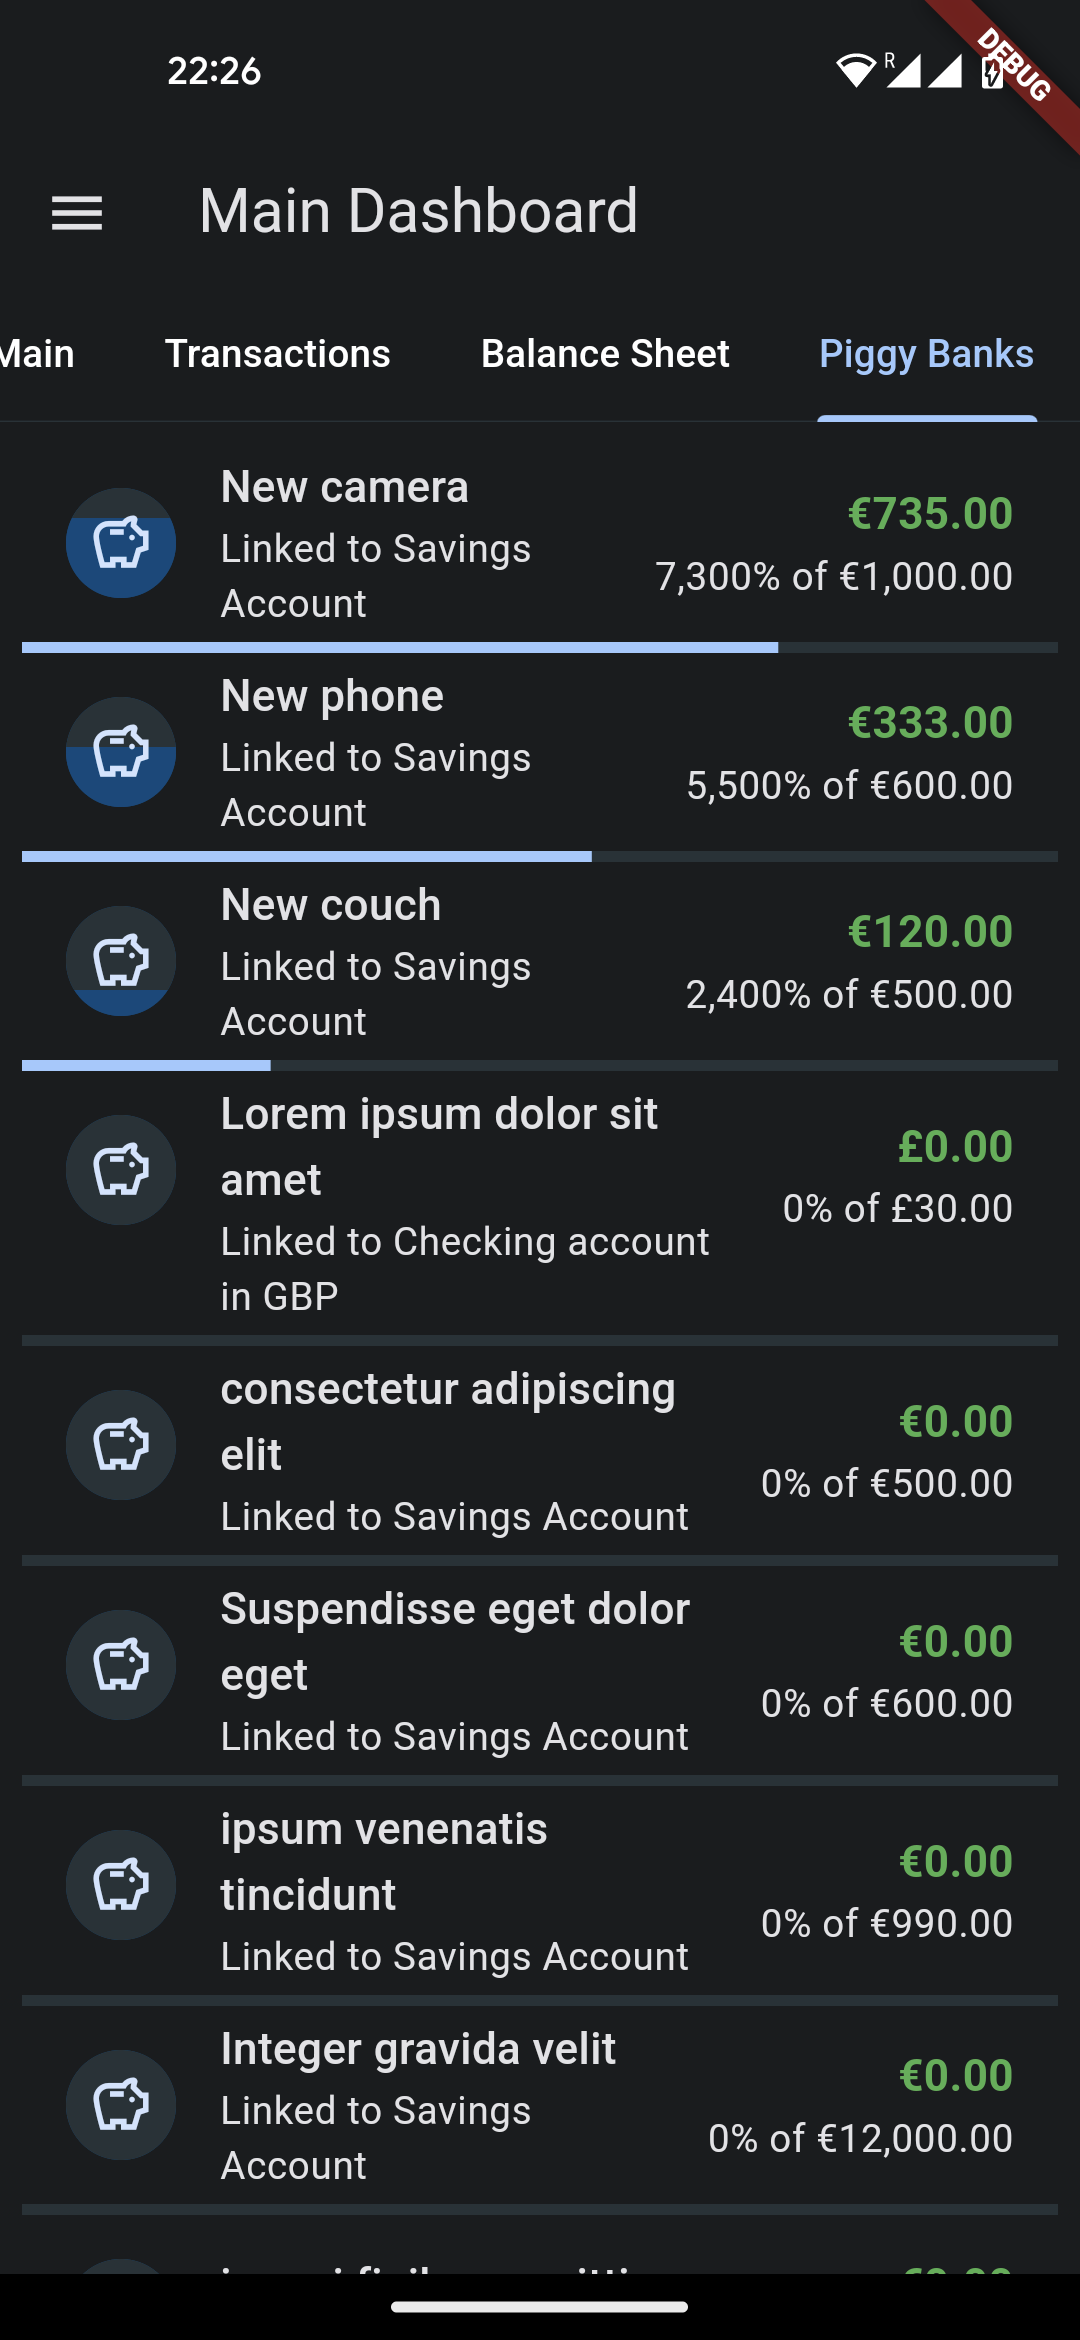 22:26
R
DEBUG
Main Dashboard
Main Transactions Balance Sheet Piggy Banks
New camera
Linked to Savings
Account
€735.00
7,300% of €1,000.00
New phone
Linked to Savings
Account
€333.00
5,500% of €600.00
New couch
Linked to Savings
Account
€120.00
2,400% of €500.00
Lorem ipsum dolor sit
amet
Linked to Checking account
in GBP
£0.00
0% of £30.00
consectetur adipiscing
elit
Linked to Savings Account
€0.00
0% of €500.00
Suspendisse eget dolor
eget
Linked to Savings Account
€0.00
0% of €600.00
ipsum venenatis
tincidunt
Linked to Savings Account
€0.00
0% of €990.00
Integer gravida velit
Linked to Savings
Account
€0.00
0% of €12,000.00
€0.00